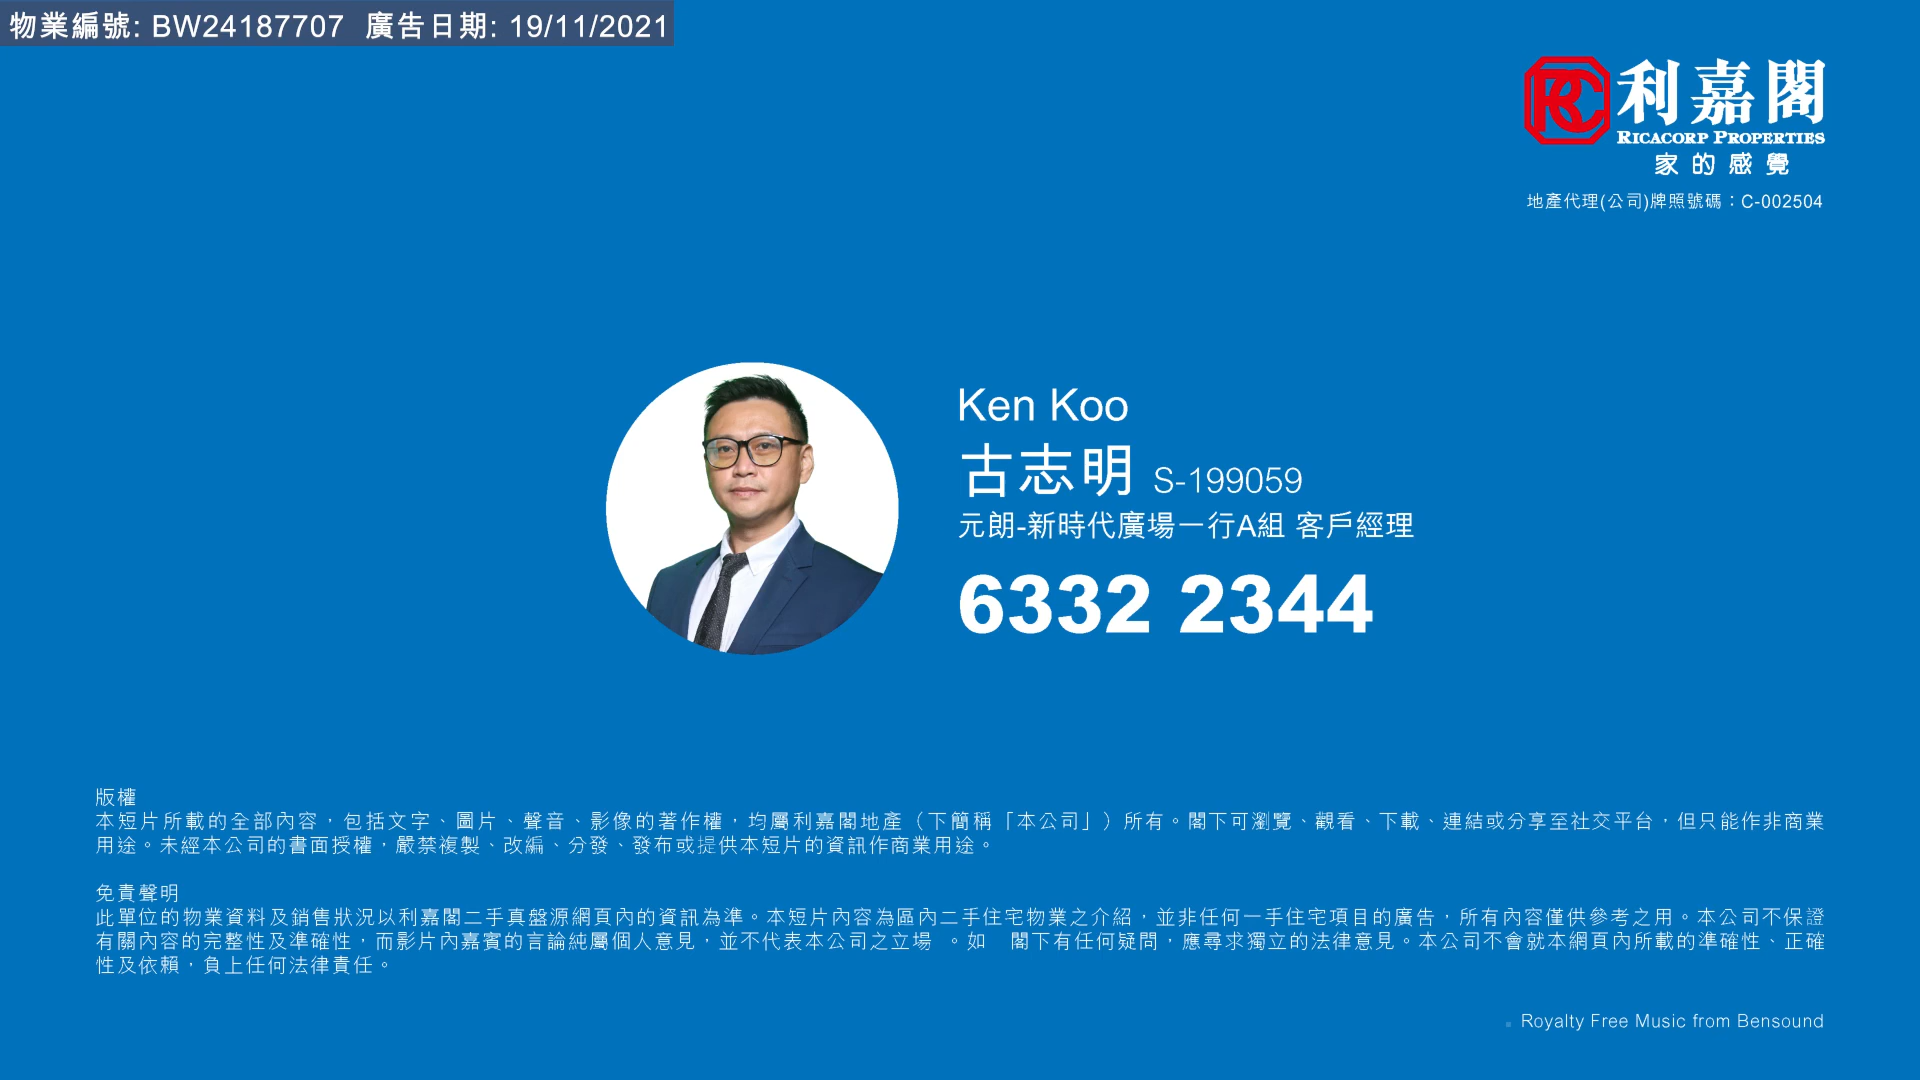 物業編號: BW24187707 廣告日期: 19/11/2021
RC 利嘉閣
RICACORP PROPERTIES
家的感覺
地產代理(公司)牌照號碼：C-002504
Ken Koo
古志明 S-199059
元朗-新時代廣場一行A組 客戶經理
6332 2344
版權
本短片所載的全部內容，包括文字、圖片、聲音、影像的著作權，均屬利嘉閣地產（下簡稱「本公司」）所有。閣下可瀏覽、觀看、下載、連結或分享至社交平台，但只能作非商業
用途。未經本公司的書面授權，嚴禁複製、改編、分發、發布或提供本短片的資訊作商業用途。
免責聲明
此單位的物業資料及銷售狀況以利嘉閣二手真盤源網頁內的資訊為準。本短片內容為區內二手住宅物業之介紹，並非任何一手住宅項目的廣告，所有內容僅供參考之用。本公司不保證
有關內容的完整性及準確性，而影片內嘉賓的言論純屬個人意見，並不代表本公司之立場 。如 閣下有任何疑問，應尋求獨立的法律意見。本公司不會就本網頁內所載的準確性、正確
性及依賴，負上任何法律責任。
Royalty Free Music from Bensound